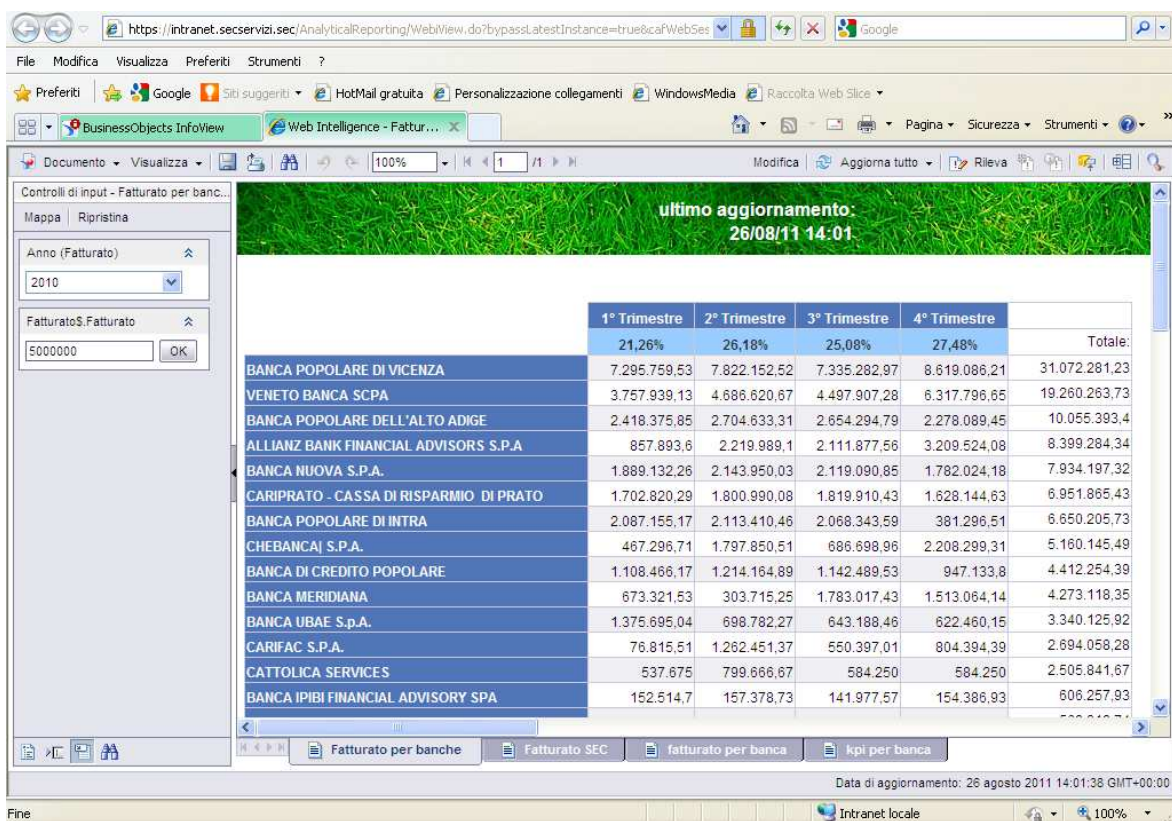 https://intranet.secservizi.sec/AnalyticalReporting/WebiView.do?bypassLatestInstance=true&cafWebSes Google
File Modifica Visualizza Preferiti Strumenti ?
Preferiti Google Siti suggeriti HotMail gratuita Personalizzazione collegamenti WindowsMedia Raccolta Web Slice
BusinessObjects InfoView Web Intelligence - Fattur... X Pagina Sicurezza Strumenti »
Documento Visualizza 100% 1 /1 Modifica Aggiorna tutto Rileva
Controlli di input - Fatturato per banc...
Mappa Ripristina
Anno (Fatturato)
2010
Fatturato$.Fatturato
5000000 OK
ultimo aggiornamento:
26/08/11 14:01
1° Trimestre 2° Trimestre 3° Trimestre 4° Trimestre
21,26% 26,18% 25,08% 27,48% Totale:
BANCA POPOLARE DI VICENZA 7.295.759,53 7.822.152,52 7.335.282,97 8.619.086,21 31.072.281,23
VENETO BANCA SCPA 3.757.939,13 4.686.620,67 4.497.907,28 6.317.796,65 19.260.263,73
BANCA POPOLARE DELL'ALTO ADIGE 2.418.375,85 2.704.633,31 2.654.294,79 2.278.089,45 10.055.393,4
ALLIANZ BANK FINANCIAL ADVISORS S.P.A 857.893,6 2.219.989,1 2.111.877,56 3.209.524,08 8.399.284,34
BANCA NUOVA S.P.A. 1.889.132,26 2.143.950,03 2.119.090,85 1.782.024,18 7.934.197,32
CARIPRATO - CASSA DI RISPARMIO DI PRATO 1.702.820,29 1.800.990,08 1.819.910,43 1.628.144,63 6.951.865,43
BANCA POPOLARE DI INTRA 2.087.155,17 2.113.410,46 2.068.343,59 381.296,51 6.650.205,73
CHEBANCA| S.P.A. 467.296,71 1.797.850,51 686.698,96 2.208.299,31 5.160.145,49
BANCA DI CREDITO POPOLARE 1.108.466,17 1.214.164,89 1.142.489,53 947.133,8 4.412.254,39
BANCA MERIDIANA 673.321,53 303.715,25 1.783.017,43 1.513.064,14 4.273.118,35
BANCA UBAE S.p.A. 1.375.695,04 698.782,27 643.188,46 622.460,15 3.340.125,92
CARIFAC S.P.A. 76.815,51 1.262.451,37 550.397,01 804.394,39 2.694.058,28
CATTOLICA SERVICES 537.675 799.666,67 584.250 584.250 2.505.841,67
BANCA IPIBI FINANCIAL ADVISORY SPA 152.514,7 157.378,73 141.977,57 154.386,93 606.257,93
Fatturato per banche Fatturato SEC fatturato per banca kpi per banca
Data di aggiornamento: 26 agosto 2011 14:01:38 GMT+00:00
Fine Intranet locale 100%